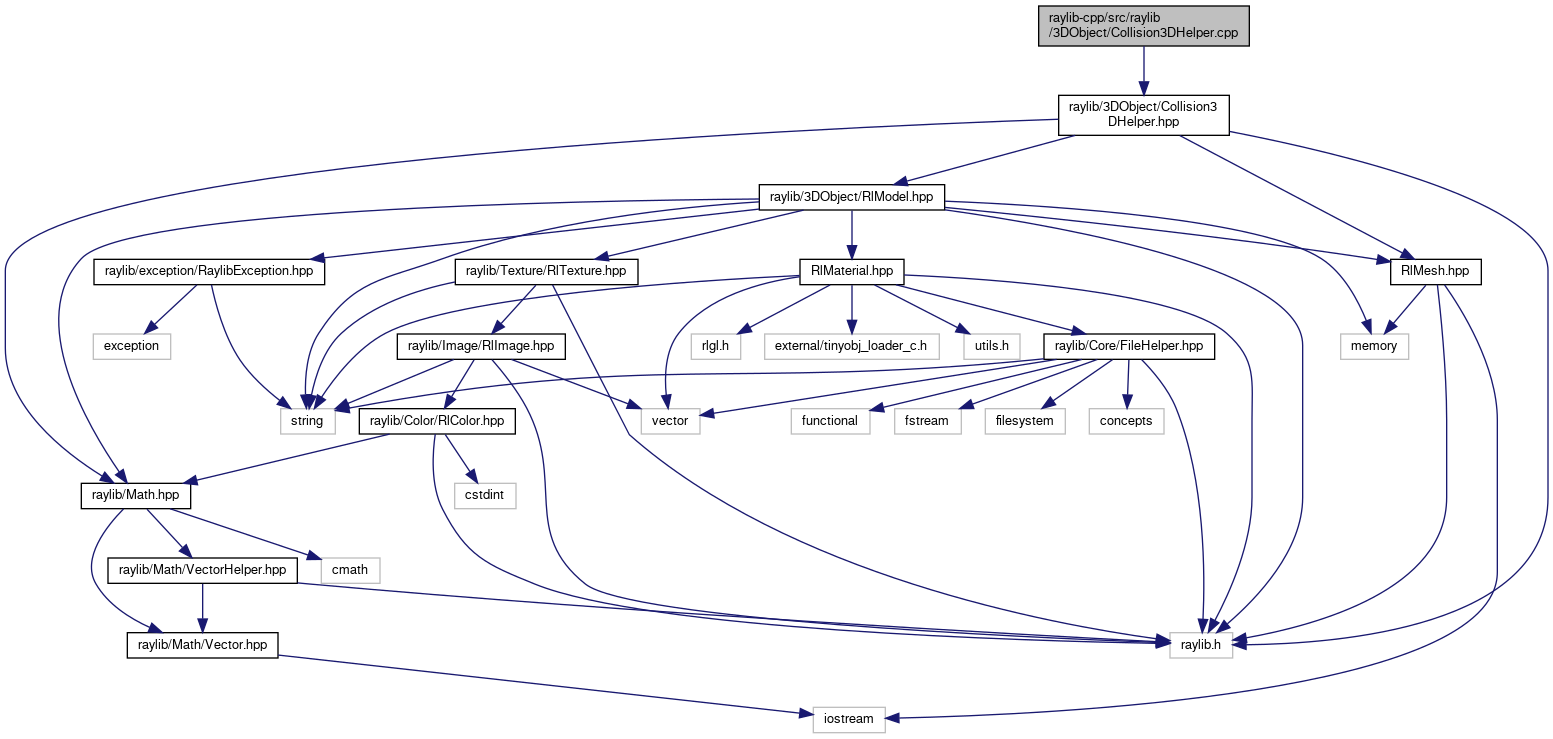 raylib-cpp/src/raylib
/3DObject/Collision3DHelper.cpp
raylib/3DObject/Collision3
DHelper.hpp
raylib/3DObject/RlModel.hpp
raylib/exception/RaylibException.hpp
raylib/Texture/RlTexture.hpp
RlMaterial.hpp
RlMesh.hpp
exception
raylib/Image/RlImage.hpp
rlgl.h
external/tinyobj_loader_c.h
utils.h
raylib/Core/FileHelper.hpp
memory
string
raylib/Color/RlColor.hpp
vector
functional
fstream
filesystem
concepts
raylib/Math.hpp
cstdint
raylib/Math/VectorHelper.hpp
cmath
raylib/Math/Vector.hpp
raylib.h
iostream